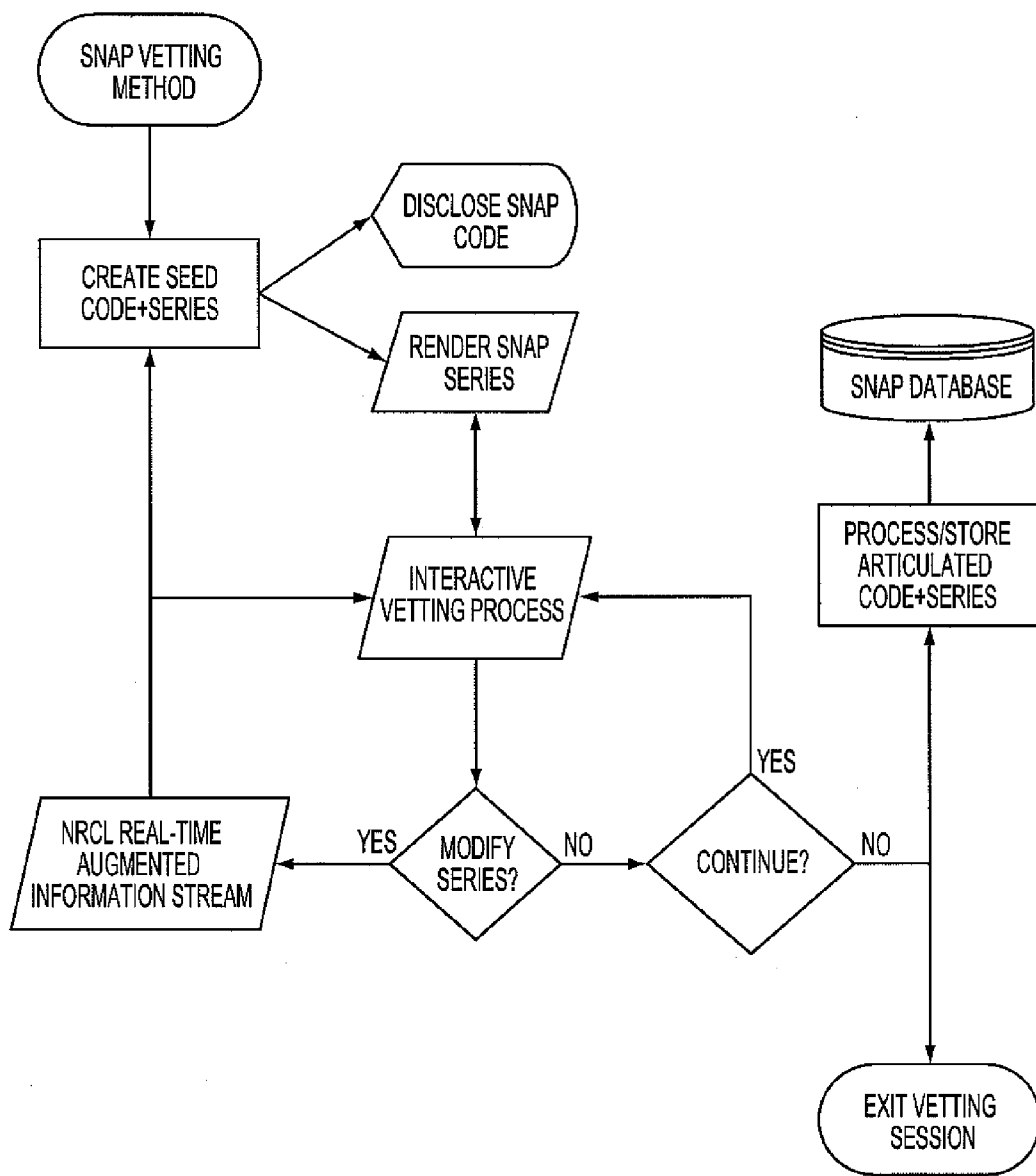 SNAP VETTING
METHOD
DISCLOSE SNAP
CODE
CREATE SEED
CODE+SERIES
RENDER SNAP
SERIES
SNAP DATABASE
PROCESS/STORE
ARTICULATED
CODE+SERIES
INTERACTIVE
VETTING PROCESS
YES
NRCL REAL-TIME
AUGMENTED
INFORMATION STREAM
YES
MODIFY
SERIES?
NO
CONTINUE?
NO
EXIT VETTING
SESSION